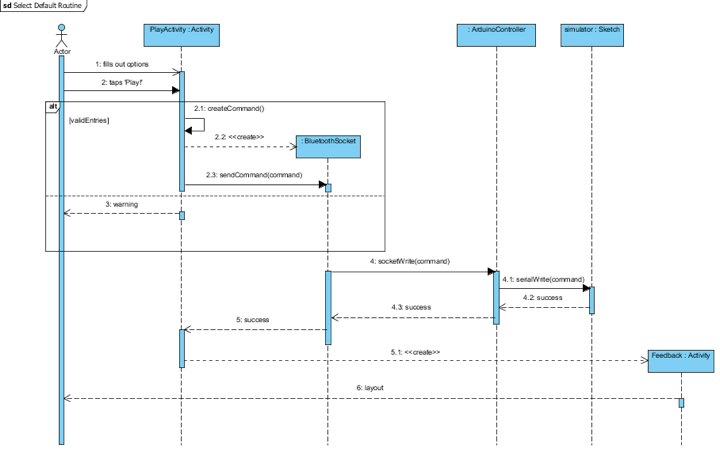 sd Select Default Routine
PlayActivity : Activity
: ArduinoController
simulator : Sketch
Actor
1: fills out options
2: taps 'Play!'
alt
[validEntries]
2.1: createCommand()
2.2: <<create>>
: BluetoothSocket
2.3: sendCommand(command)
3: warning
4: socketWrite(command)
4.1: serialWrite(command)
4.2: success
4.3: success
5: success
5.1: <<create>>
Feedback : Activity
6: layout